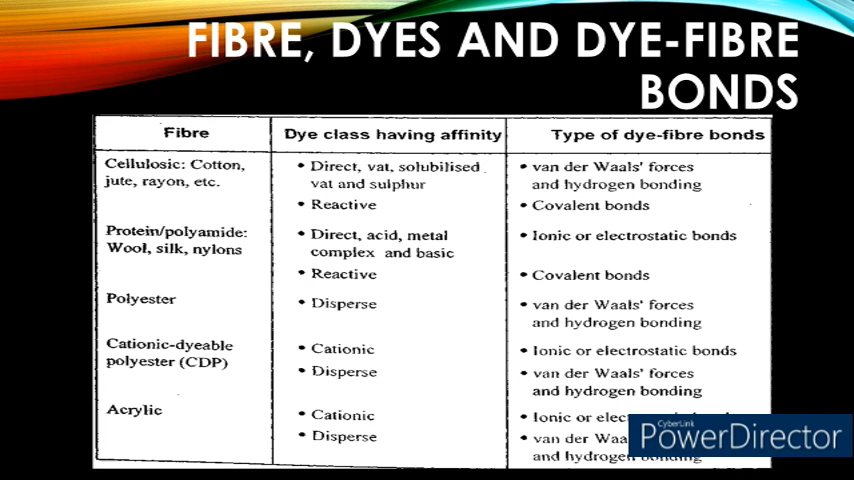 FIBRE, DYES AND DYE-FIBRE
BONDS
Fibre
Dye class having affinity
Type of dye-fibre bonds
Cellulosic: Cotton,
jute, rayon, etc.
• Direct, vat, solubilised
vat and sulphur
• Reactive
• van der Waals' forces
and hydrogen bonding
• Covalent bonds
Protein/polyamide:
Wool, silk, nylons
• Direct, acid, metal
complex and basic
• Reactive
• Ionic or electrostatic bonds
• Covalent bonds
Polyester
• Disperse
• van der Waals' forces
and hydrogen bonding
Cationic-dyeable
polyester (CDP)
• Cationic
• Disperse
• Ionic or electrostatic bonds
• van der Waals' forces
and hydrogen bonding
Acrylic
• Cationic
• Disperse
• Ionic or
• van der
and
CyberLink
PowerDirector